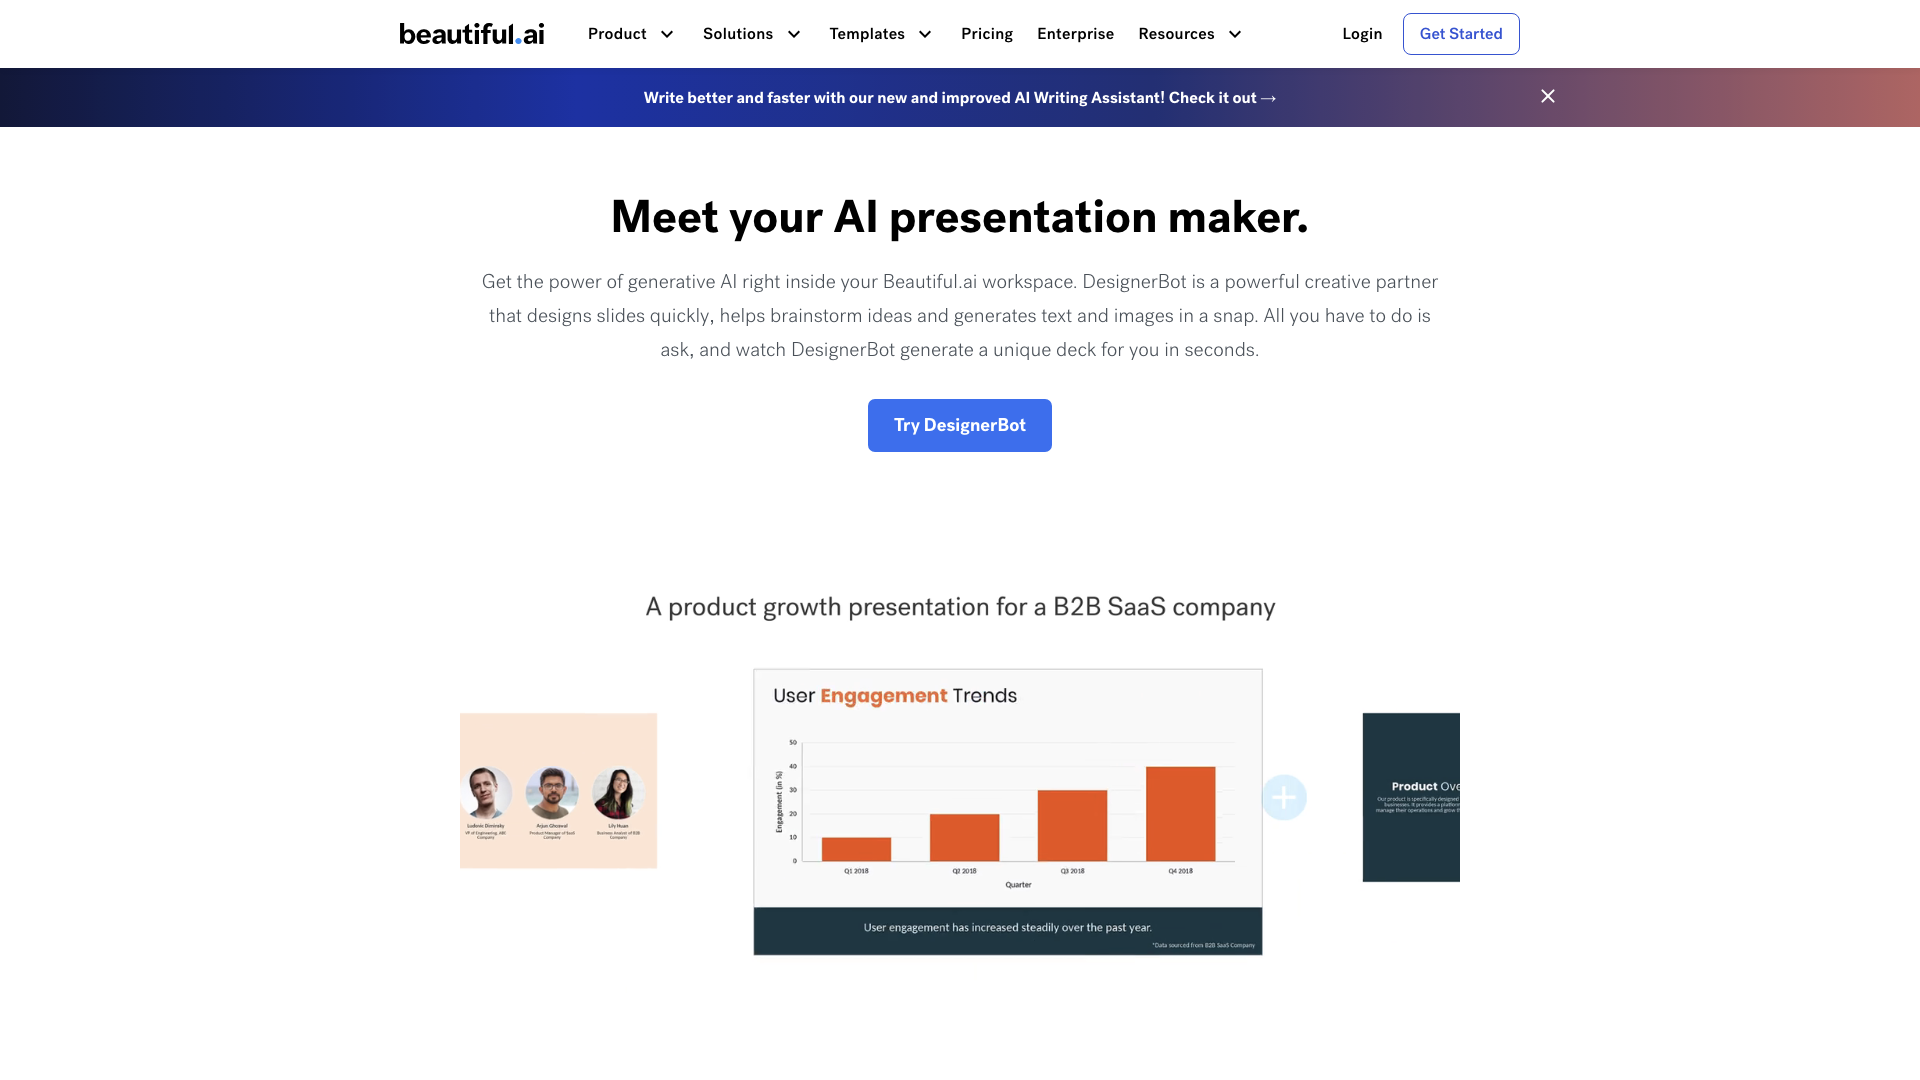 beautiful.ai
Product
Solutions
Templates
Pricing
Enterprise
Resources
Login
Get Started
Write better and faster with our new and improved AI Writing Assistant! Check it out →
Meet your AI presentation maker.
Get the power of generative AI right inside your Beautiful.ai workspace. DesignerBot is a powerful creative partner
that designs slides quickly, helps brainstorm ideas and generates text and images in a snap. All you have to do is
ask, and watch DesignerBot generate a unique deck for you in seconds.
Try DesignerBot
A product growth presentation for a B2B SaaS company
User Engagement Trends
50
40
30
20
10
0
Engagement (in %)
Q1 2018
Q2 2018
Q3 2018
Q4 2018
Quarter
User engagement has increased steadily over the past year.
*Data sourced from B2B SaaS Company
VP of Engineering, ABC
Company
Product Manager of SaaS
Company
Lily Huan
Business Analyst of B2B
Company
Product Ove
Our product is specifically designed
businesses. It provides a platform
manage their operations and grow